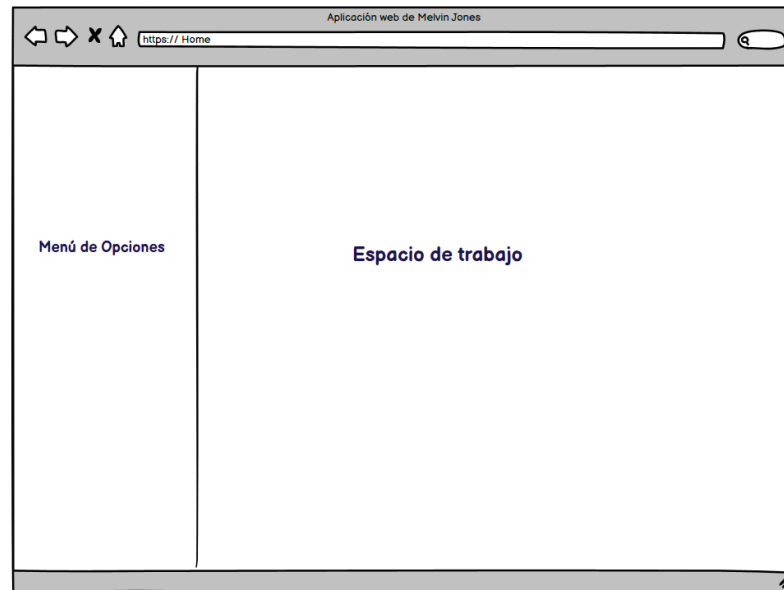 Aplicación web de Melvin Jones
https:// Home
Menú de Opciones
Espacio de trabajo